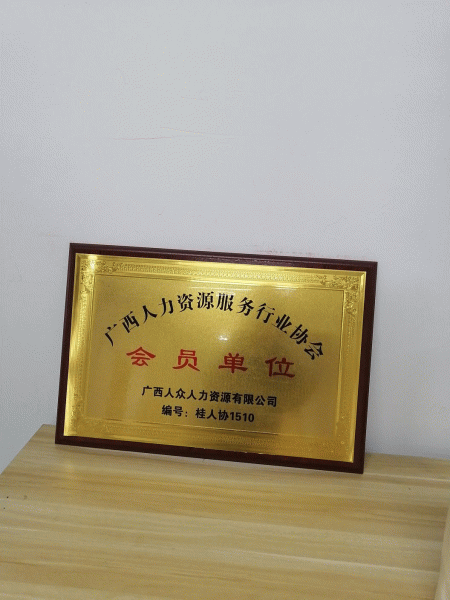 广西人力资源服务行业协会
会员单位
广西人众人力资源有限公司
编号：桂人协1510